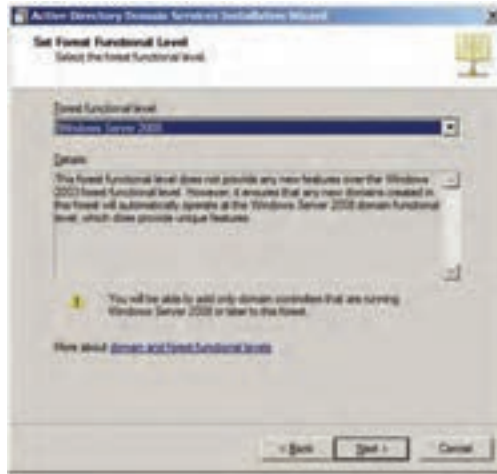 Active Directory Domain Services Installation Wizard
Set Forest Functional Level
Select the forest functional level.
Forest functional level:
Windows Server 2008
Details:
This forest functional level does not provide any new features over the Windows
2003 forest functional level. However, it ensures that any new domains created in
this forest will automatically operate at the Windows Server 2008 domain functional
level, which does provide unique features.
You will be able to add only domain controllers that are running
Windows Server 2008 or later to this forest.
More about domain and forest functional levels
< Back
Next >
Cancel